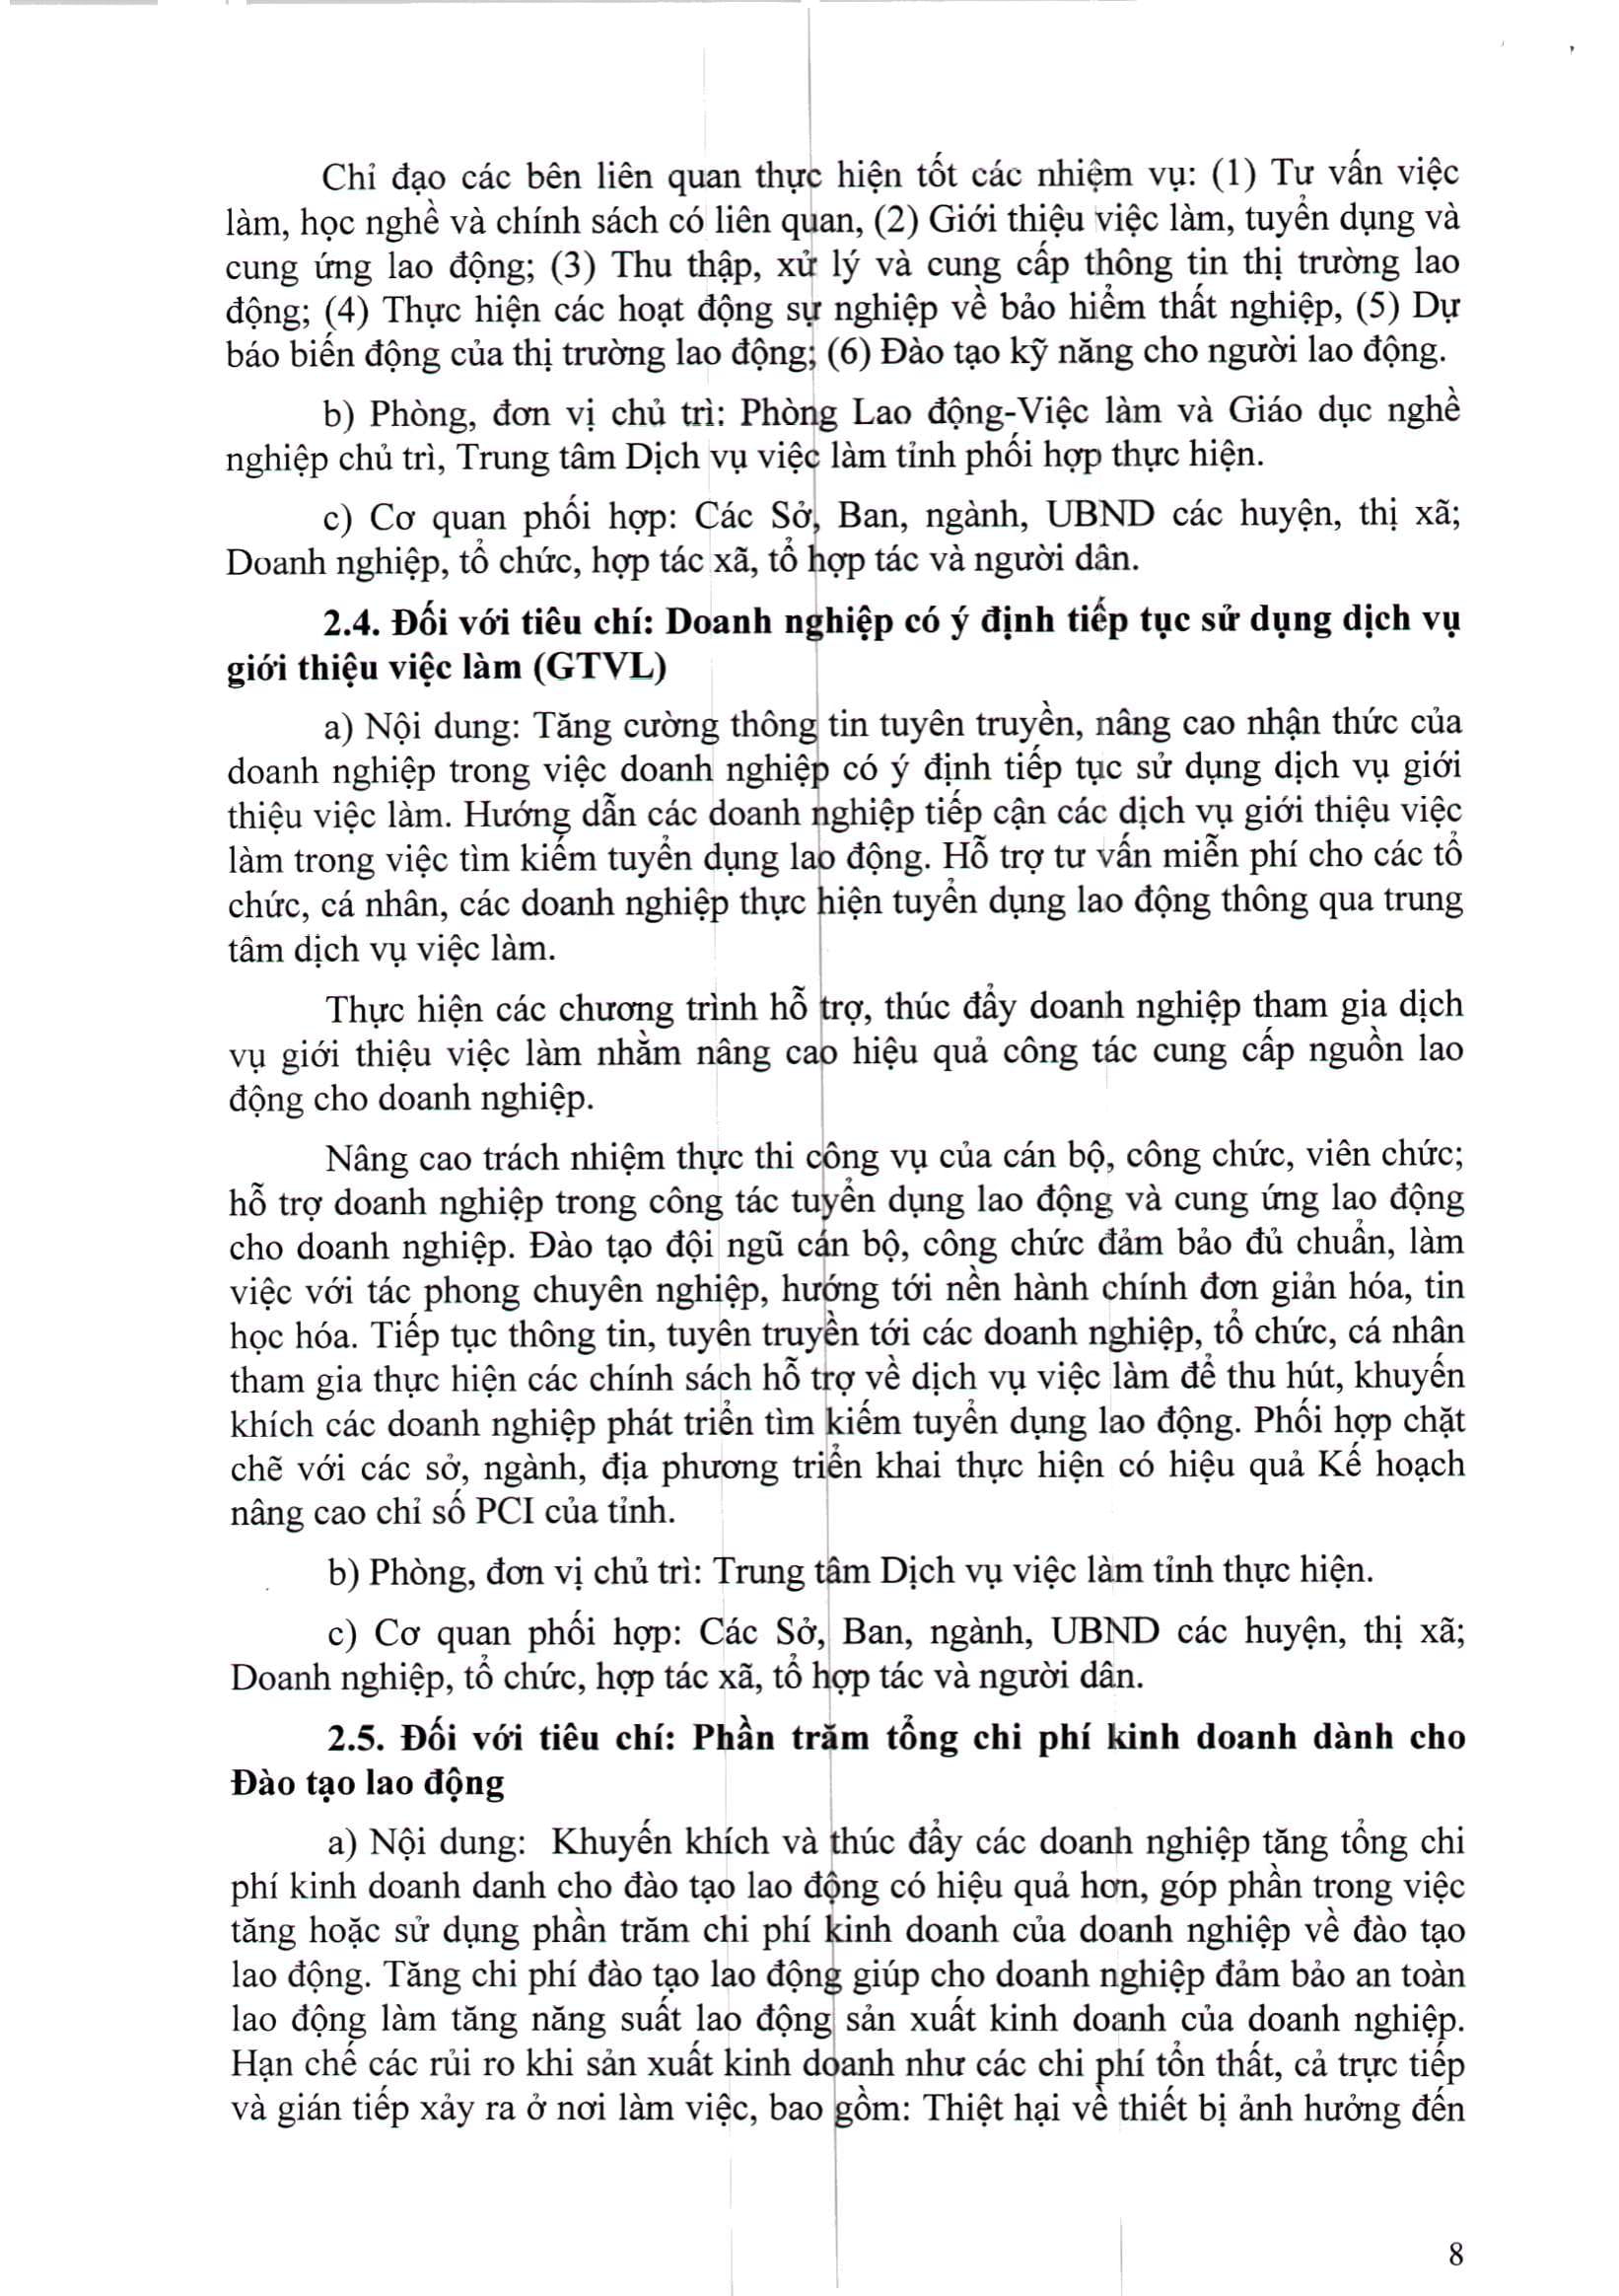 Chỉ đạo các bên liên quan thực hiện tốt các nhiệm vụ: (1) Tư vấn việc
làm, học nghề và chính sách có liên quan, (2) Giới thiệu việc làm, tuyển dụng và
cung ứng lao động; (3) Thu thập, xử lý và cung cấp thông tin thị trường lao
động; (4) Thực hiện các hoạt động sự nghiệp về bảo hiểm thất nghiệp, (5) Dự
báo biến động của thị trường lao động; (6) Đào tạo kỹ năng cho người lao động.
b) Phòng, đơn vị chủ trì: Phòng Lao động-Việc làm và Giáo dục nghề
nghiệp chủ trì, Trung tâm Dịch vụ việc làm tỉnh phối hợp thực hiện.
c) Cơ quan phối hợp: Các Sở, Ban, ngành, UBND các huyện, thị xã;
Doanh nghiệp, tổ chức, hợp tác xã, tổ hợp tác và người dân.
2.4. Đối với tiêu chí: Doanh nghiệp có ý định tiếp tục sử dụng dịch vụ
giới thiệu việc làm (GTVL)
a) Nội dung: Tăng cường thông tin tuyên truyền, nâng cao nhận thức của
doanh nghiệp trong việc doanh nghiệp có ý định tiếp tục sử dụng dịch vụ giới
thiệu việc làm. Hướng dẫn các doanh nghiệp tiếp cận các dịch vụ giới thiệu việc
làm trong việc tìm kiếm tuyển dụng lao động. Hỗ trợ tư vấn miễn phí cho các tổ
chức, cá nhân, các doanh nghiệp thực hiện tuyển dụng lao động thông qua trung
tâm dịch vụ việc làm.
Thực hiện các chương trình hỗ trợ, thúc đẩy doanh nghiệp tham gia dịch
vụ giới thiệu việc làm nhằm nâng cao hiệu quả công tác cung cấp nguồn lao
động cho doanh nghiệp.
Nâng cao trách nhiệm thực thi công vụ của cán bộ, công chức, viên chức;
hỗ trợ doanh nghiệp trong công tác tuyển dụng lao động và cung ứng lao động
cho doanh nghiệp. Đào tạo đội ngũ cán bộ, công chức đảm bảo đủ chuẩn, làm
việc với tác phong chuyên nghiệp, hướng tới nền hành chính đơn giản hóa, tin
học hóa. Tiếp tục thông tin, tuyên truyền tới các doanh nghiệp, tổ chức, cá nhân
tham gia thực hiện các chính sách hỗ trợ về dịch vụ việc làm để thu hút, khuyến
khích các doanh nghiệp phát triển tìm kiếm tuyển dụng lao động. Phối hợp chặt
chẽ với các sở, ngành, địa phương triển khai thực hiện có hiệu quả Kế hoạch
nâng cao chỉ số PCI của tỉnh.
b) Phòng, đơn vị chủ trì: Trung tâm Dịch vụ việc làm tỉnh thực hiện.
c) Cơ quan phối hợp: Các Sở, Ban, ngành, UBND các huyện, thị xã;
Doanh nghiệp, tổ chức, hợp tác xã, tổ hợp tác và người dân.
2.5. Đối với tiêu chí: Phần trăm tổng chi phí kinh doanh dành cho
Đào tạo lao động
a) Nội dung: Khuyến khích và thúc đẩy các doanh nghiệp tăng tổng chi
phí kinh doanh danh cho đào tạo lao động có hiệu quả hơn, góp phần trong việc
tăng hoặc sử dụng phần trăm chi phí kinh doanh của doanh nghiệp về đào tạo
lao động. Tăng chi phí đào tạo lao động giúp cho doanh nghiệp đảm bảo an toàn
lao động làm tăng năng suất lao động sản xuất kinh doanh của doanh nghiệp.
Hạn chế các rủi ro khi sản xuất kinh doanh như các chi phí tổn thất, cả trực tiếp
và gián tiếp xảy ra ở nơi làm việc, bao gồm: Thiệt hại về thiết bị ảnh hưởng đến
8